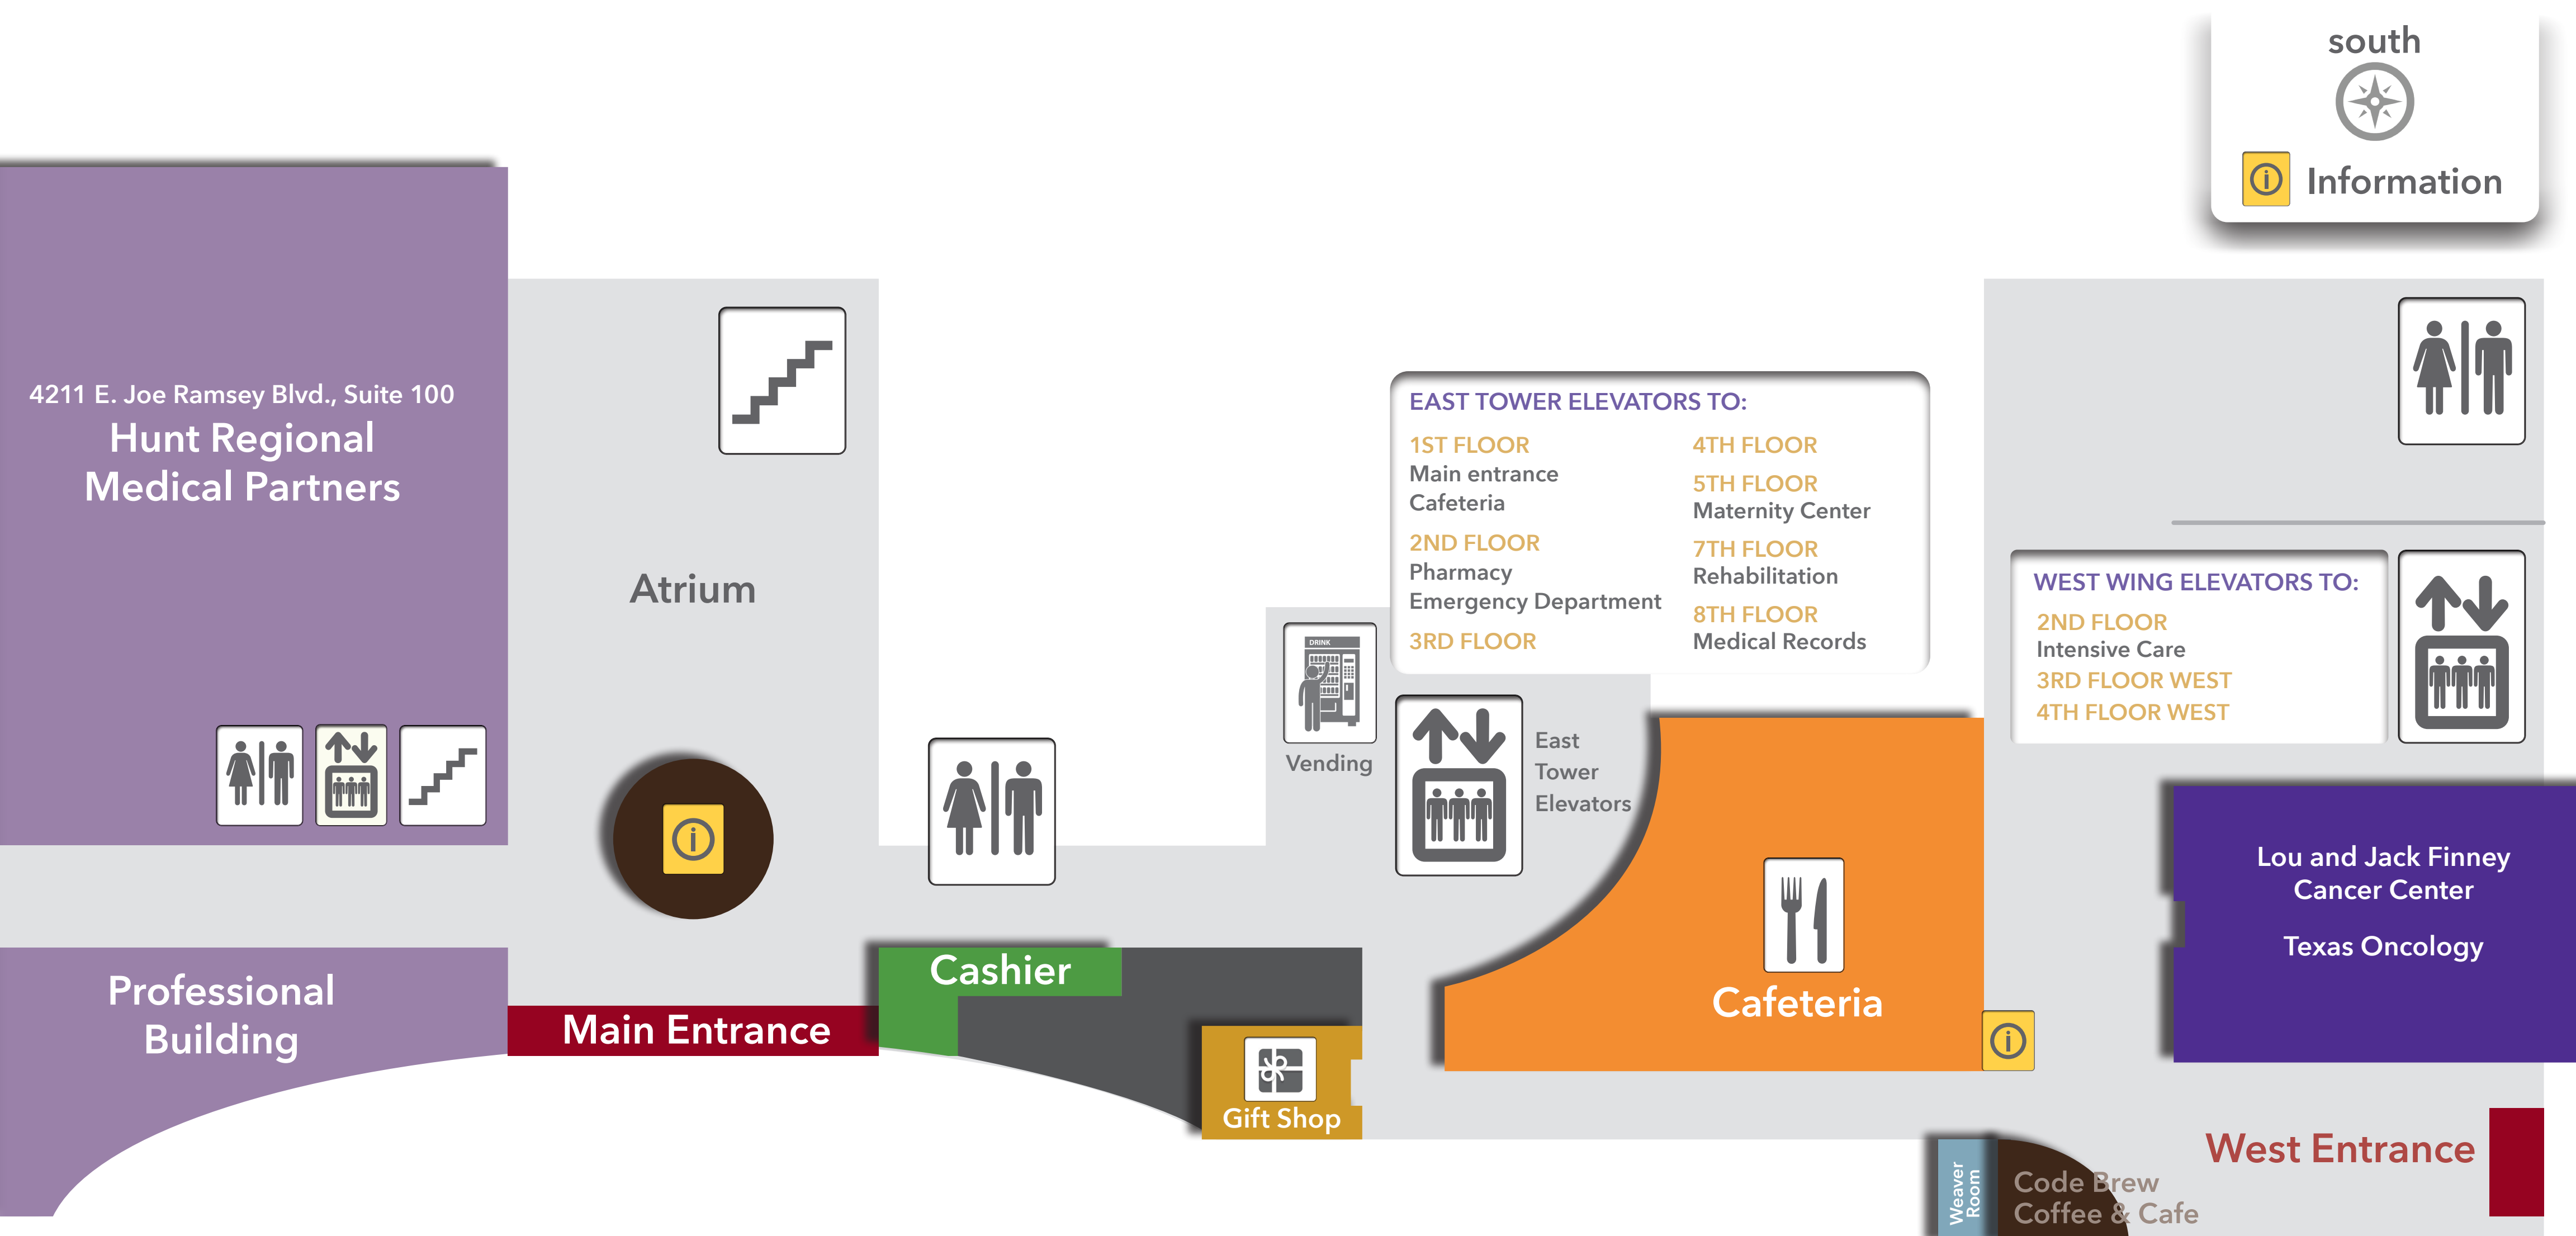 south
Information
4211 E. Joe Ramsey Blvd., Suite 100
Hunt Regional
Medical Partners
Atrium
EAST TOWER ELEVATORS TO:
1ST FLOOR
Main entrance
Cafeteria
2ND FLOOR
Pharmacy
Emergency Department
3RD FLOOR
4TH FLOOR
5TH FLOOR
Maternity Center
7TH FLOOR
Rehabilitation
8TH FLOOR
Medical Records
WEST WING ELEVATORS TO:
2ND FLOOR
Intensive Care
3RD FLOOR WEST
4TH FLOOR WEST
DRINK
Vending
East
Tower
Elevators
Lou and Jack Finney
Cancer Center
Texas Oncology
Professional
Building
Main Entrance
Cashier
Gift Shop
Cafeteria
West Entrance
Weaver
Room
Code Brew
Coffee & Cafe